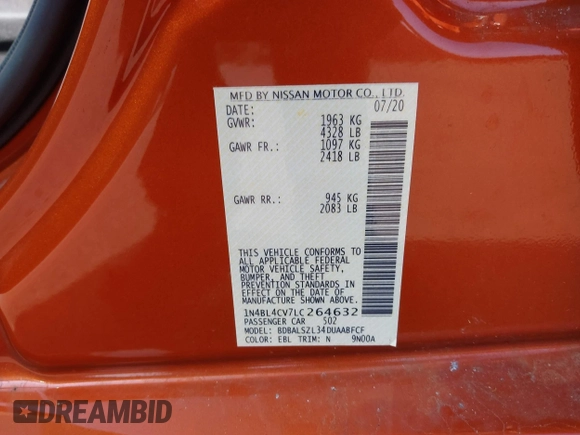 MFD BY NISSAN MOTOR CO., LTD.
DATE: 07/20
GVWR: 1963 KG
4328 LB
GAWR FR.: 1097 KG
2418 LB
GAWR RR.: 945 KG
2083 LB
THIS VEHICLE CONFORMS TO
ALL APPLICABLE FEDERAL
MOTOR VEHICLE SAFETY,
BUMPER, AND THEFT
PREVENTION STANDARDS IN
EFFECT ON THE DATE OF
MANUFACTURE SHOWN ABOVE.
1N4BL4CV7LC264632
PASSENGER CAR 502
MODEL: BDBALSZL34DUAABFCF
COLOR: EBL TRIM: N 9N00A
DREAMBID